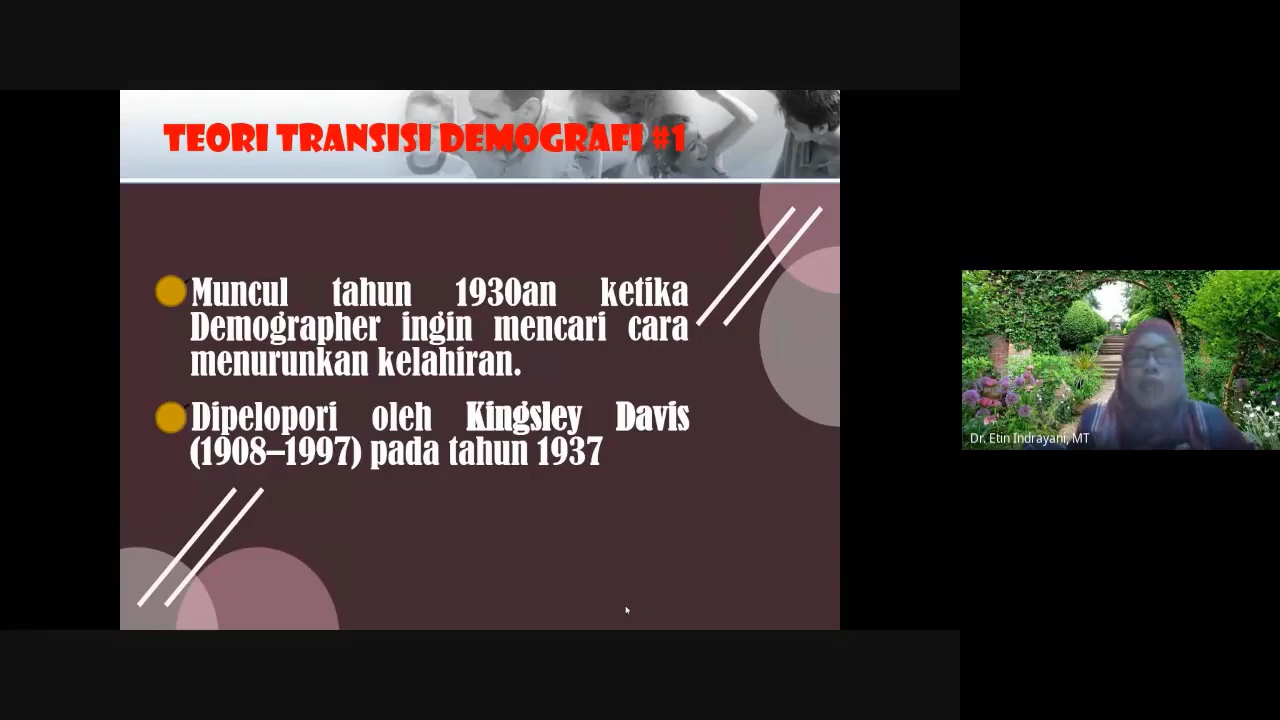 TEORI TRANSISI DEMOGRAFI #1
Muncul tahun 1930an ketika
Demographer ingin mencari cara
menurunkan kelahiran.
Dipelopori oleh Kingsley Davis
(1908–1997) pada tahun 1937
Dr. Etin Indrayani, MT